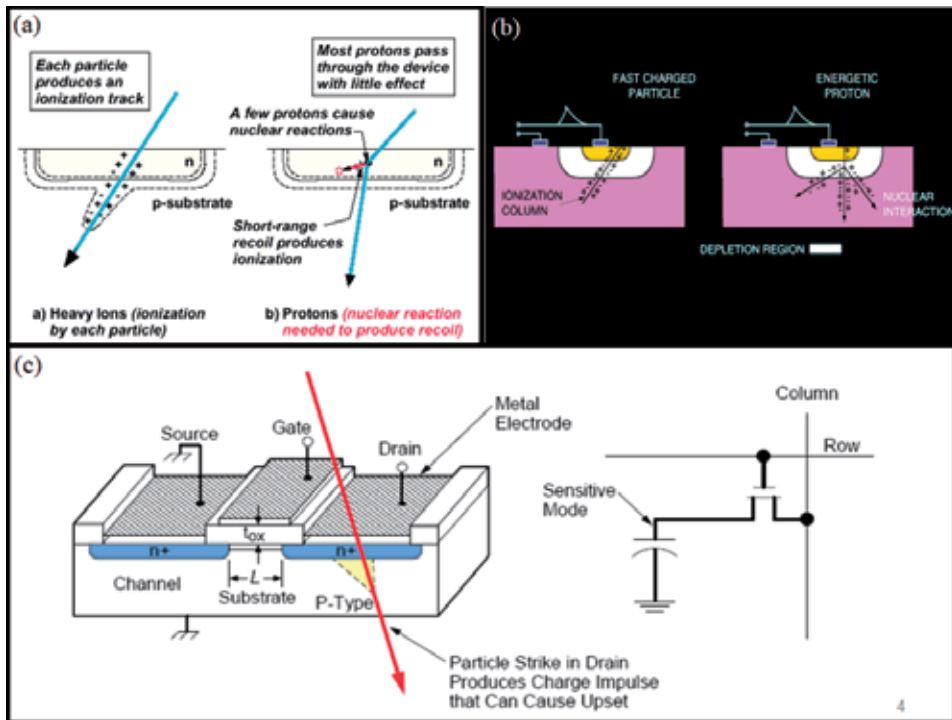 (a)
Each particle
produces an
ionization track
Most protons pass
through the device
with little effect
A few protons cause
nuclear reactions
n
n
p-substrate
p-substrate
Short-range
recoil produces
ionization
a) Heavy Ions (ionization
by each particle)
b) Protons (nuclear reaction
needed to produce recoil)
(b)
FAST CHARGED
PARTICLE
ENERGETIC
PROTON
IONIZATION
COLUMN
NUCLEAR
INTERACTION
DEPLETION REGION
(c)
Source
Gate
Drain
Metal
Electrode
tox
n+
n+
Channel
L
Substrate
P-Type
Particle Strike in Drain
Produces Charge Impulse
that Can Cause Upset
Column
Row
Sensitive
Mode
4